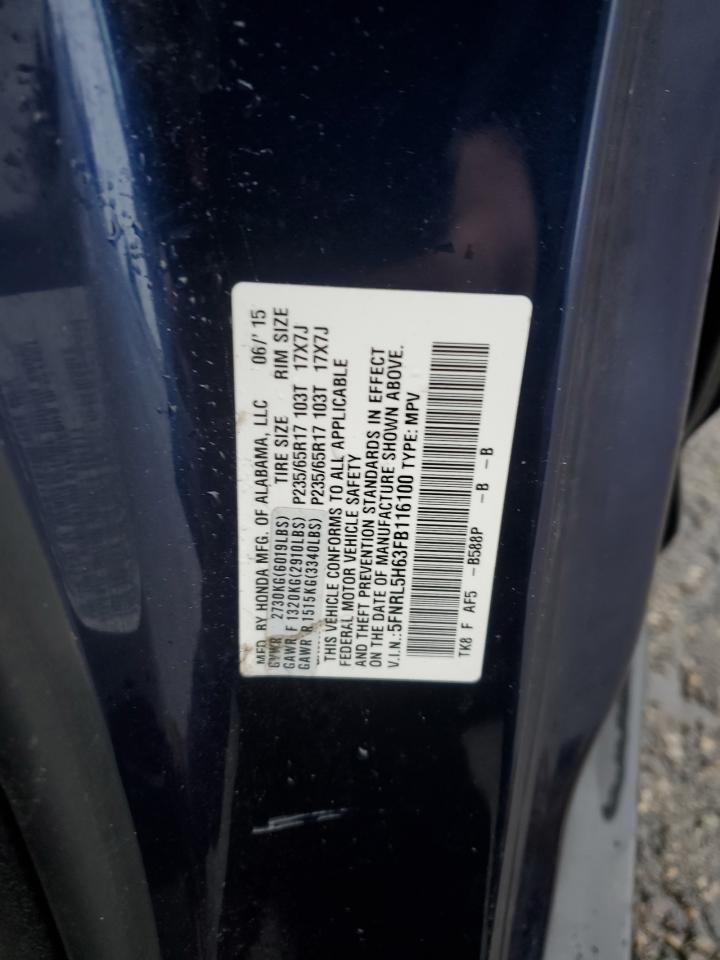 MFD BY HONDA MFG. OF ALABAMA, LLC 06/'15
GVWR 2730KG(6019LBS) TIRE SIZE RIM SIZE
GAWR F 1320KG(2910LBS) P235/65R17 103T 17X7J
GAWR R 1515KG(3340LBS) P235/65R17 103T 17X7J
THIS VEHICLE CONFORMS TO ALL APPLICABLE
FEDERAL MOTOR VEHICLE SAFETY
AND THEFT PREVENTION STANDARDS IN EFFECT
ON THE DATE OF MANUFACTURE SHOWN ABOVE.
V.I.N.:5FNRL5H63FB116100 TYPE: MPV
TK8 F AF5 -B588P -B -B